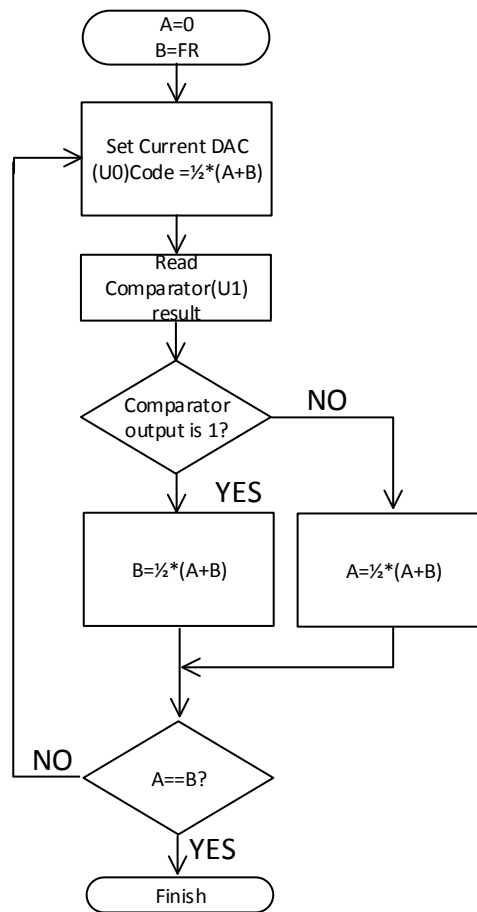 A=0
B=FR
Set Current DAC
(U0)Code =½*(A+B)
Read
Comparator(U1)
result
Comparator
output is 1?
NO
YES
B=½*(A+B)
A=½*(A+B)
NO
A==B?
YES
Finish